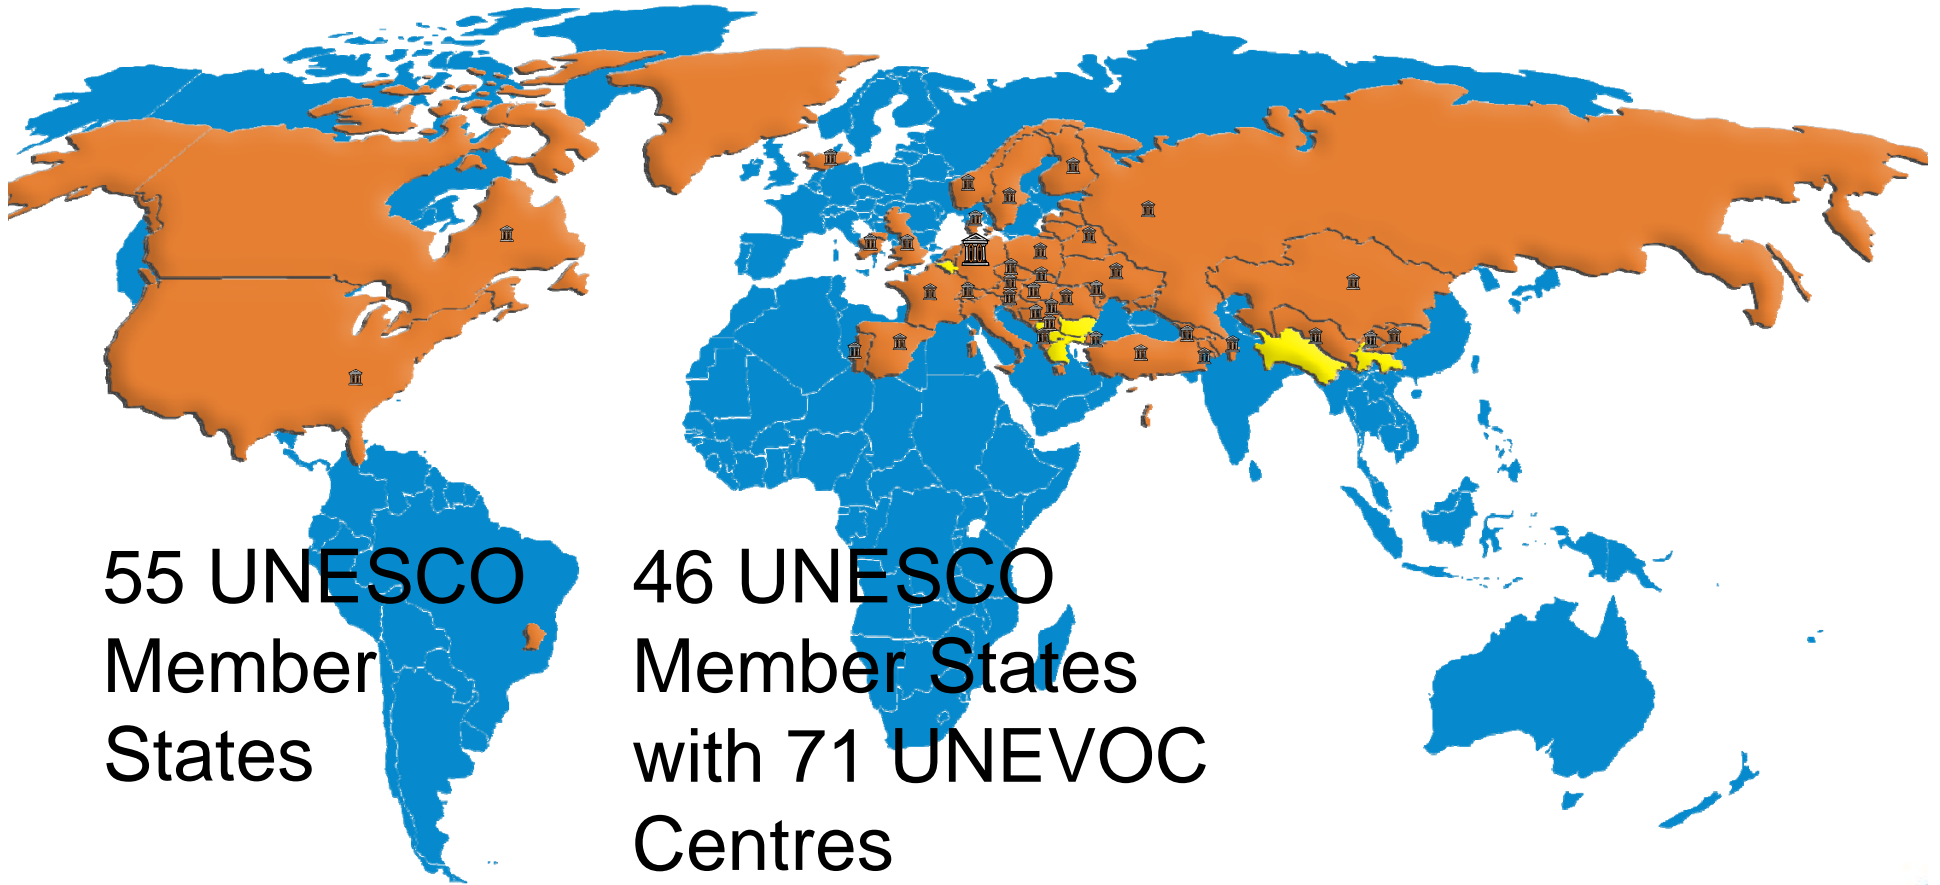 55 UNESCO
Member
States
46 UNESCO
Member States
with 71 UNEVOC
Centres